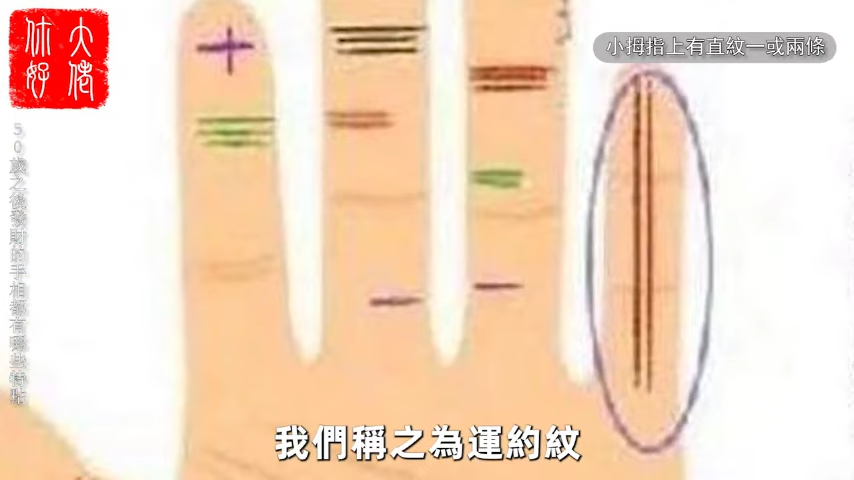 大佬
休好
小拇指上有直紋一或兩條
50歲之後發財的手相都有哪些特點
我們稱之為運約紋